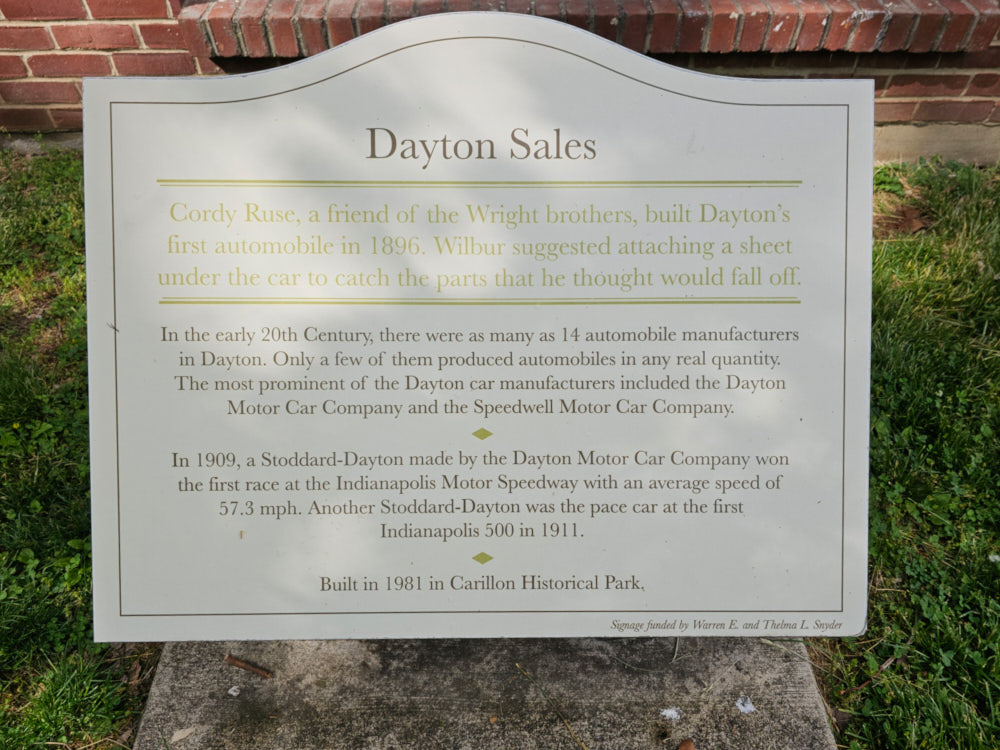 Dayton Sales
Cordy Ruse, a friend of the Wright brothers, built Dayton's
first automobile in 1896. Wilbur suggested attaching a sheet
under the car to catch the parts that he thought would fall off.
In the early 20th Century, there were as many as 14 automobile manufacturers
in Dayton. Only a few of them produced automobiles in any real quantity.
The most prominent of the Dayton car manufacturers included the Dayton
Motor Car Company and the Speedwell Motor Car Company.
In 1909, a Stoddard-Dayton made by the Dayton Motor Car Company won
the first race at the Indianapolis Motor Speedway with an average speed of
57.3 mph. Another Stoddard-Dayton was the pace car at the first
Indianapolis 500 in 1911.
Built in 1981 in Carillon Historical Park.
Signage funded by Warren E. and Thelma L. Snyder